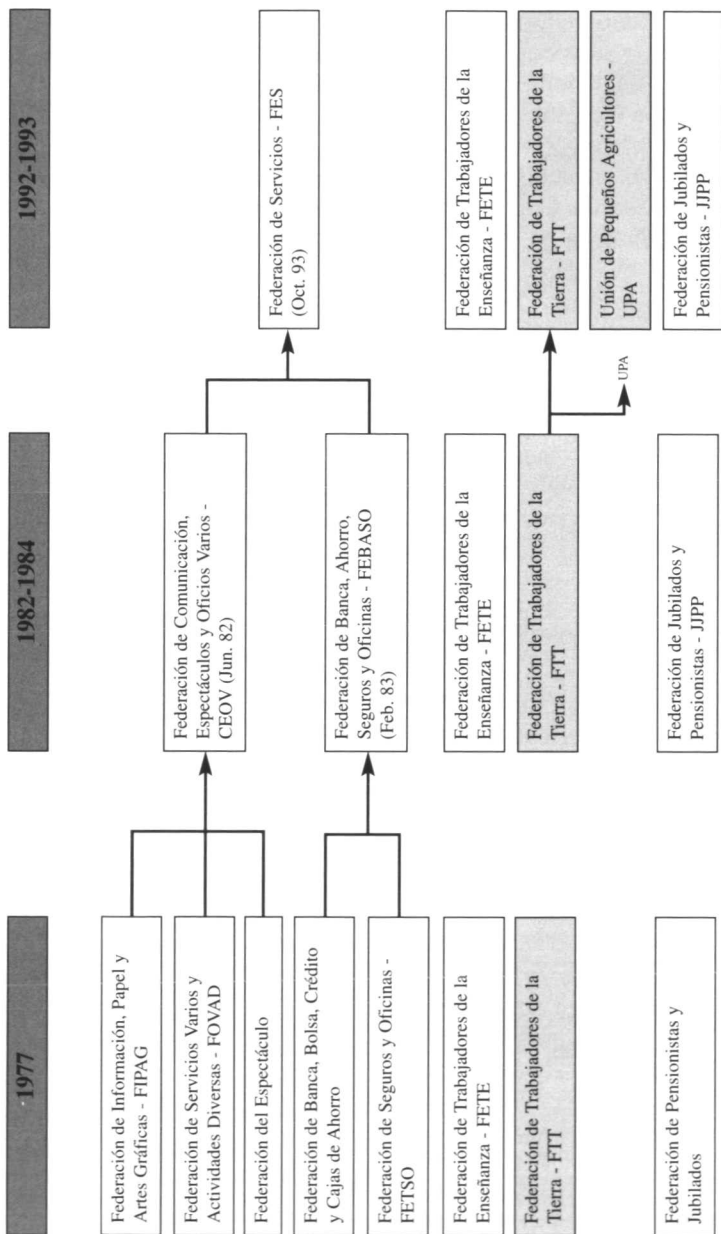 1977
Federación de Información, Papel y
Artes Gráficas - FIPAG
Federación de Servicios Varios y
Actividades Diversas - FOVAD
Federación del Espectáculo
Federación de Banca, Bolsa, Crédito
y Cajas de Ahorro
Federación de Seguros y Oficinas -
FETSO
Federación de Trabajadores de la
Enseñanza - FETE
Federación de Trabajadores de la
Tierra - FTT
Federación de Pensionistas y
Jubilados
1982-1984
Federación de Comunicación,
Espectáculos y Oficios Varios -
CEOV (Jun. 82)
Federación de Banca, Ahorro,
Seguros y Oficinas - FEBASO
(Feb. 83)
Federación de Trabajadores de la
Enseñanza - FETE
Federación de Trabajadores de la
Tierra - FTT
Federación de Jubilados y
Pensionistas - JJPP
UPA
1992-1993
Federación de Servicios - FES
(Oct. 93)
Federación de Trabajadores de la
Enseñanza - FETE
Federación de Trabajadores de la
Tierra - FTT
Unión de Pequeños Agricultores -
UPA
Federación de Jubilados y
Pensionistas - JJPP